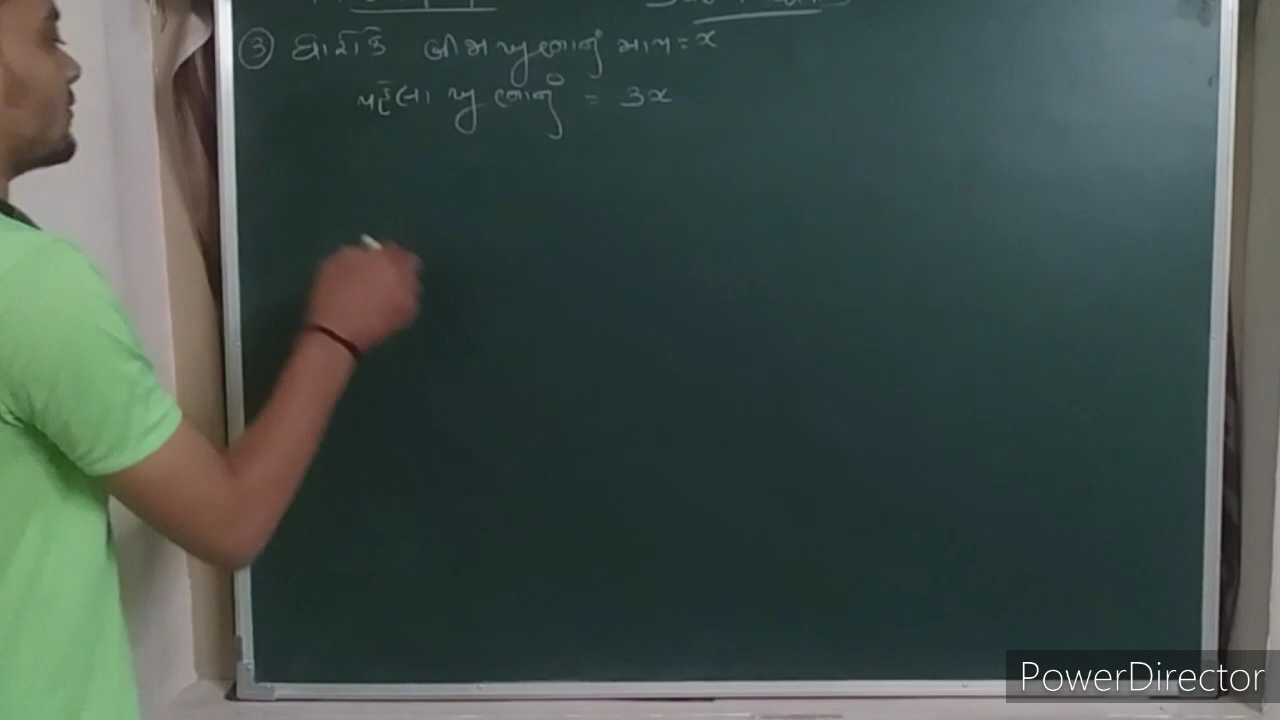 ③ ધારોકે બીજા ખૂણાનું માપ = x
પહેલા ખૂણાનું = 3x
PowerDirector